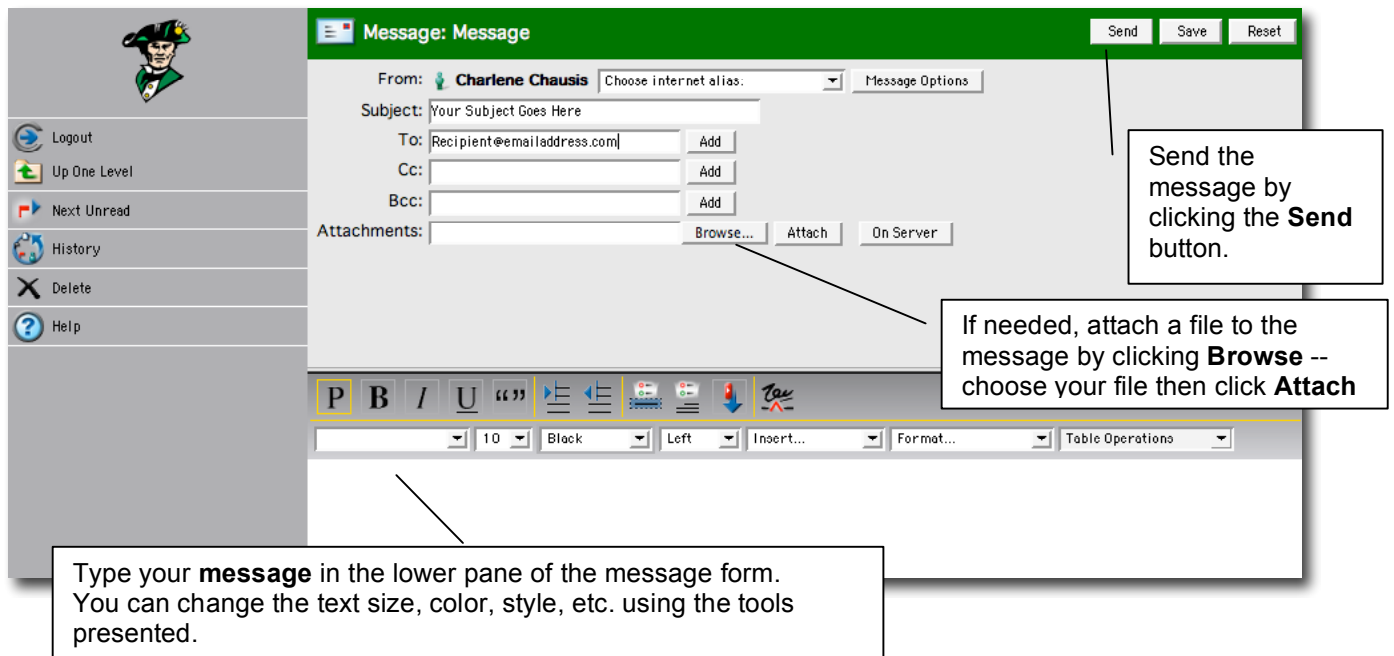 Message: Message
Send Save Reset
From: Charlene Chausis Choose internet alias: Message Options
Subject: Your Subject Goes Here
To: Recipient@emailaddress.com Add
Cc: Add
Bcc: Add
Attachments: Browse... Attach On Server
Logout
Up One Level
Next Unread
History
Delete
Help
Send the
message by
clicking the Send
button.
If needed, attach a file to the
message by clicking Browse --
choose your file then click Attach
P B I U “”
10 Black Left Insert... Format... Table Operations
Type your message in the lower pane of the message form.
You can change the text size, color, style, etc. using the tools
presented.